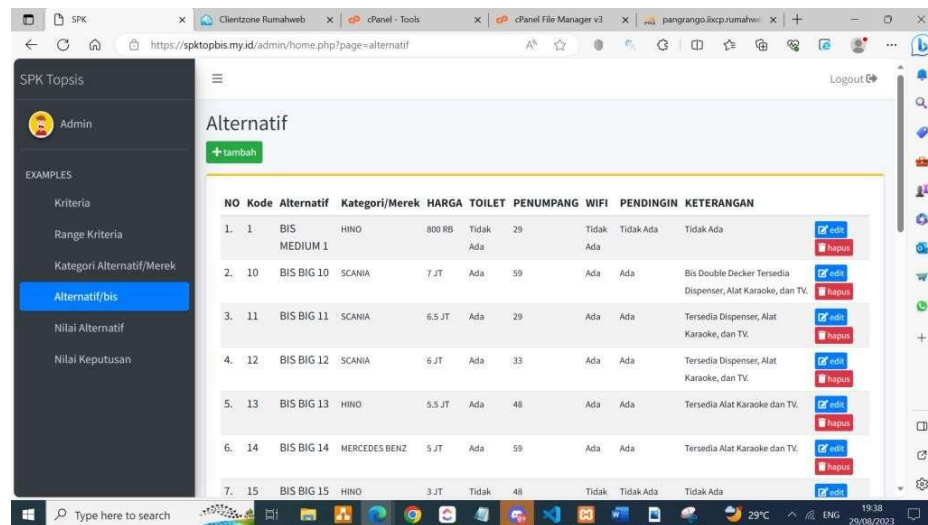 SPK
Clientzone Rumahweb
cPanel - Tools
cPanel File Manager v3
pangrango.iixcp.rumahwe
https://spktopbis.my.id/admin/home.php?page=alternatif
SPK Topsis
Logout
Admin
Alternatif
+ tambah
EXAMPLES
Kriteria
Range Kriteria
Kategori Alternatif/Merek
Alternatif/bis
Nilai Alternatif
Nilai Keputusan
NO Kode Alternatif Kategori/Merek HARGA TOILET PENUMPANG WIFI PENDINGIN KETERANGAN
1. 1 BIS MEDIUM 1 HINO 800 RB Tidak Ada 29 Tidak Ada Tidak Ada Tidak Ada edit hapus
2. 10 BIS BIG 10 SCANIA 7 JT Ada 59 Ada Ada Bis Double Decker Tersedia Dispenser, Alat Karaoke, dan TV. edit hapus
3. 11 BIS BIG 11 SCANIA 6.5 JT Ada 29 Ada Ada Tersedia Dispenser, Alat Karaoke, dan TV. edit hapus
4. 12 BIS BIG 12 SCANIA 6 JT Ada 33 Ada Ada Tersedia Dispenser, Alat Karaoke, dan TV. edit hapus
5. 13 BIS BIG 13 HINO 5.5 JT Ada 48 Ada Ada Tersedia Alat Karaoke dan TV. edit hapus
6. 14 BIS BIG 14 MERCEDES BENZ 5 JT Ada 59 Ada Ada Tersedia Alat Karaoke dan TV. edit hapus
7. 15 BIS BIG 15 HINO 3 JT Tidak 48 Tidak Tidak Ada Tidak Ada edit
Type here to search
29°C
ENG
19:38
29/08/2023